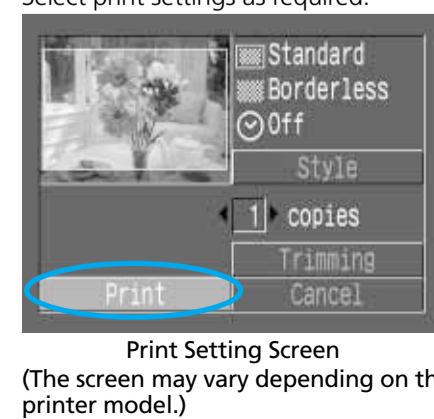 Select print settings as required.
Standard
Borderless
Off
Style
1 copies
Trimming
Print Cancel
Print Setting Screen
(The screen may vary depending on th
printer model.)